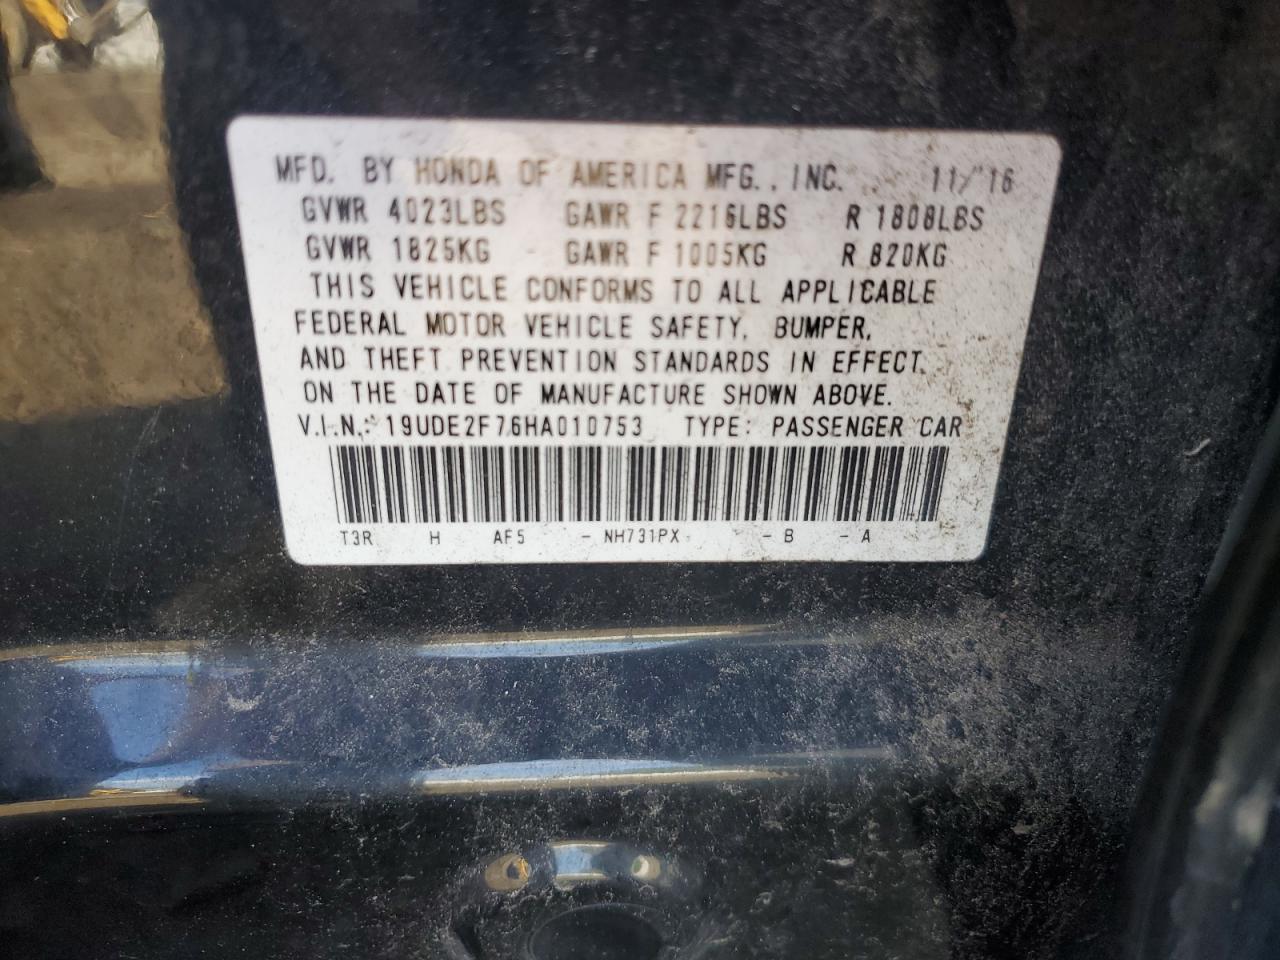 MFD. BY HONDA OF AMERICA MFG., INC. 11/'16
GVWR 4023LBS GAWR F 2216LBS R 1808LBS
GVWR 1825KG GAWR F 1005KG R 820KG
THIS VEHICLE CONFORMS TO ALL APPLICABLE
FEDERAL MOTOR VEHICLE SAFETY, BUMPER,
AND THEFT PREVENTION STANDARDS IN EFFECT
ON THE DATE OF MANUFACTURE SHOWN ABOVE.
V.I.N.: 19UDE2F76HA010753 TYPE: PASSENGER CAR
T3R H AF5 - NH731PX - B - A